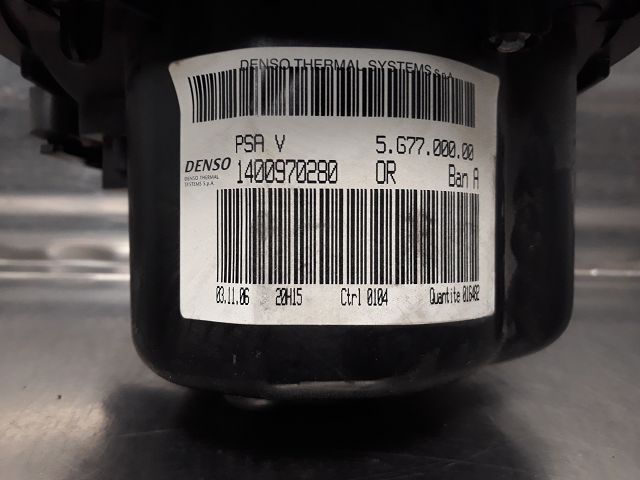 DENSO THERMAL SYSTEMS S.p.A.
PSA V 5.G77.000.00
DENSO 1400970280 OR Ban A
DENSO THERMAL
SYSTEMS S.p.A.
03.11.06 20H15 Ctrl 0104 Quantite 016482